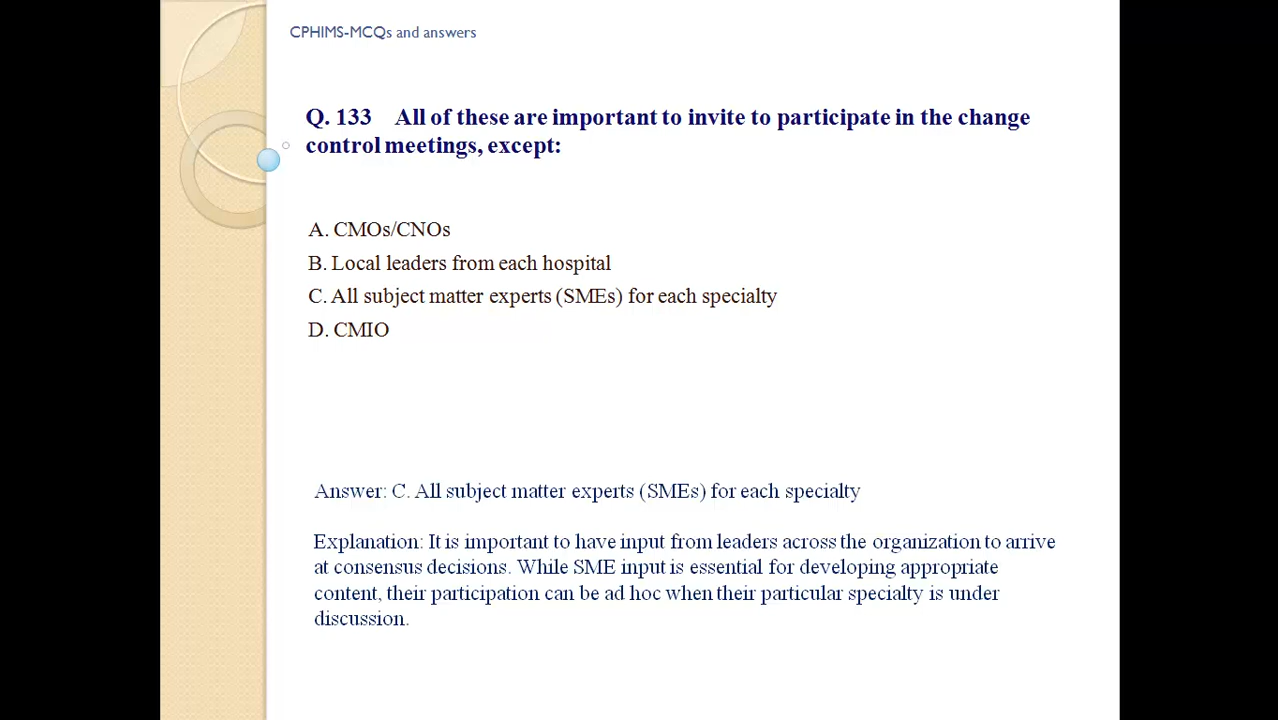 CPHIMS-MCQs and answers
Q. 133 All of these are important to invite to participate in the change
control meetings, except:
A. CMOs/CNOs
B. Local leaders from each hospital
C. All subject matter experts (SMEs) for each specialty
D. CMIO
Answer: C. All subject matter experts (SMEs) for each specialty
Explanation: It is important to have input from leaders across the organization to arrive
at consensus decisions. While SME input is essential for developing appropriate
content, their participation can be ad hoc when their particular specialty is under
discussion.